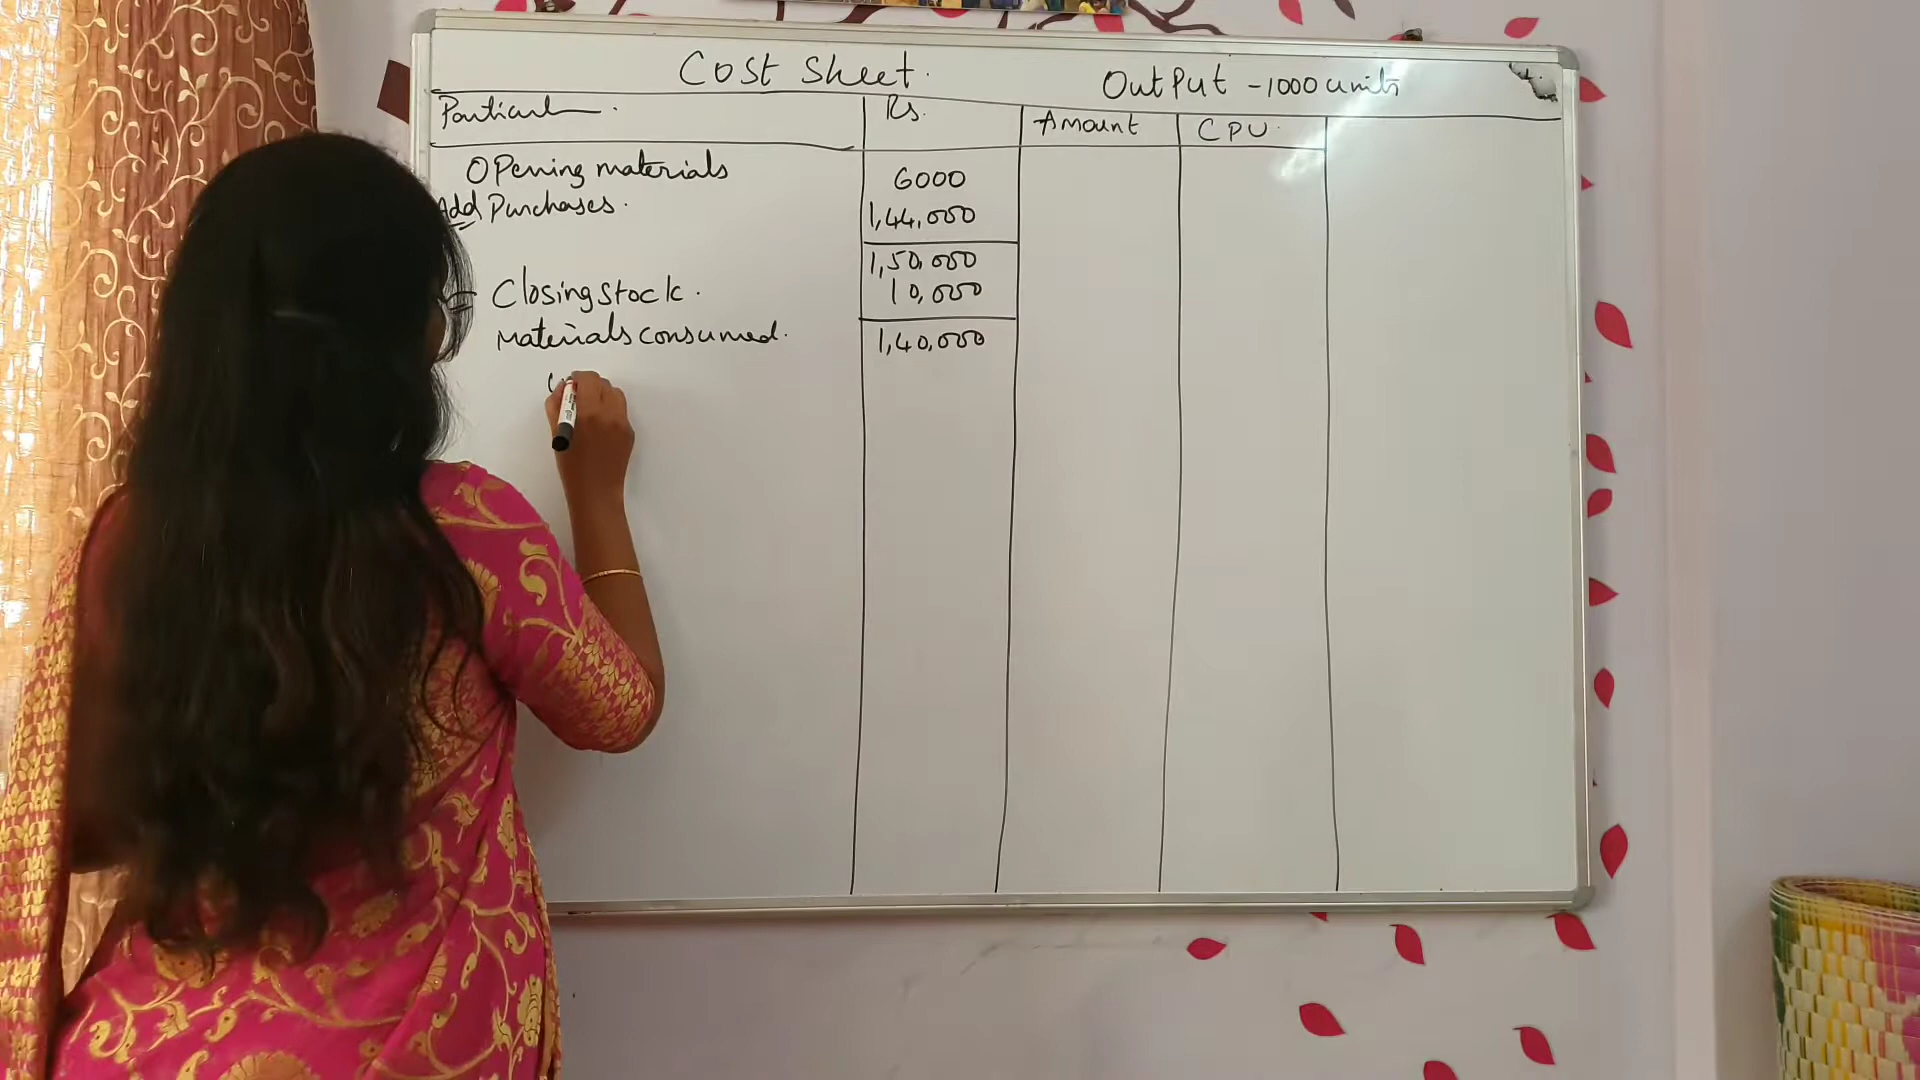 Cost Sheet.
OutPut - 1000 units
Particul .
Rs.
Amount
CPU.
Opening materials 6000
Add Purchases. 1,44,000
1,50,000
Closing stock. 10,000
Materials consumed. 1,40,000